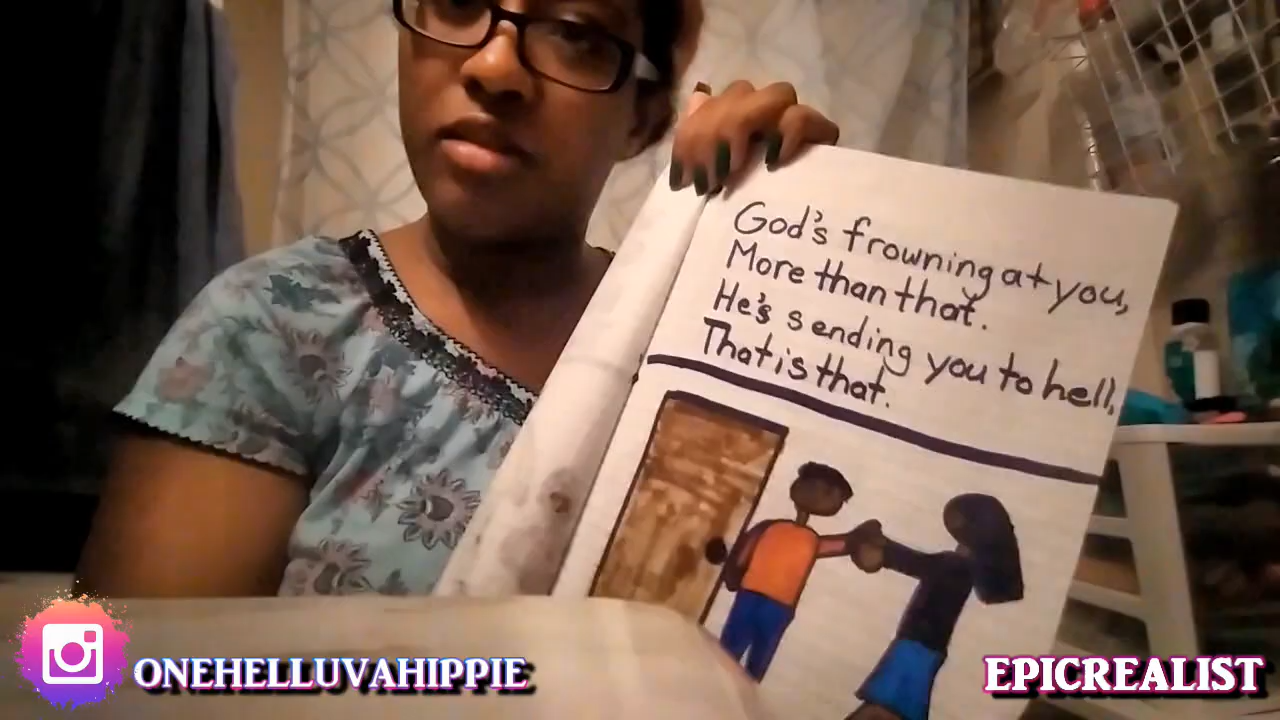 God's frowning at you,
More than that.
He's sending you to hell,
That is that.
ONEHELLUVAHIPPIE
EPICREALIST